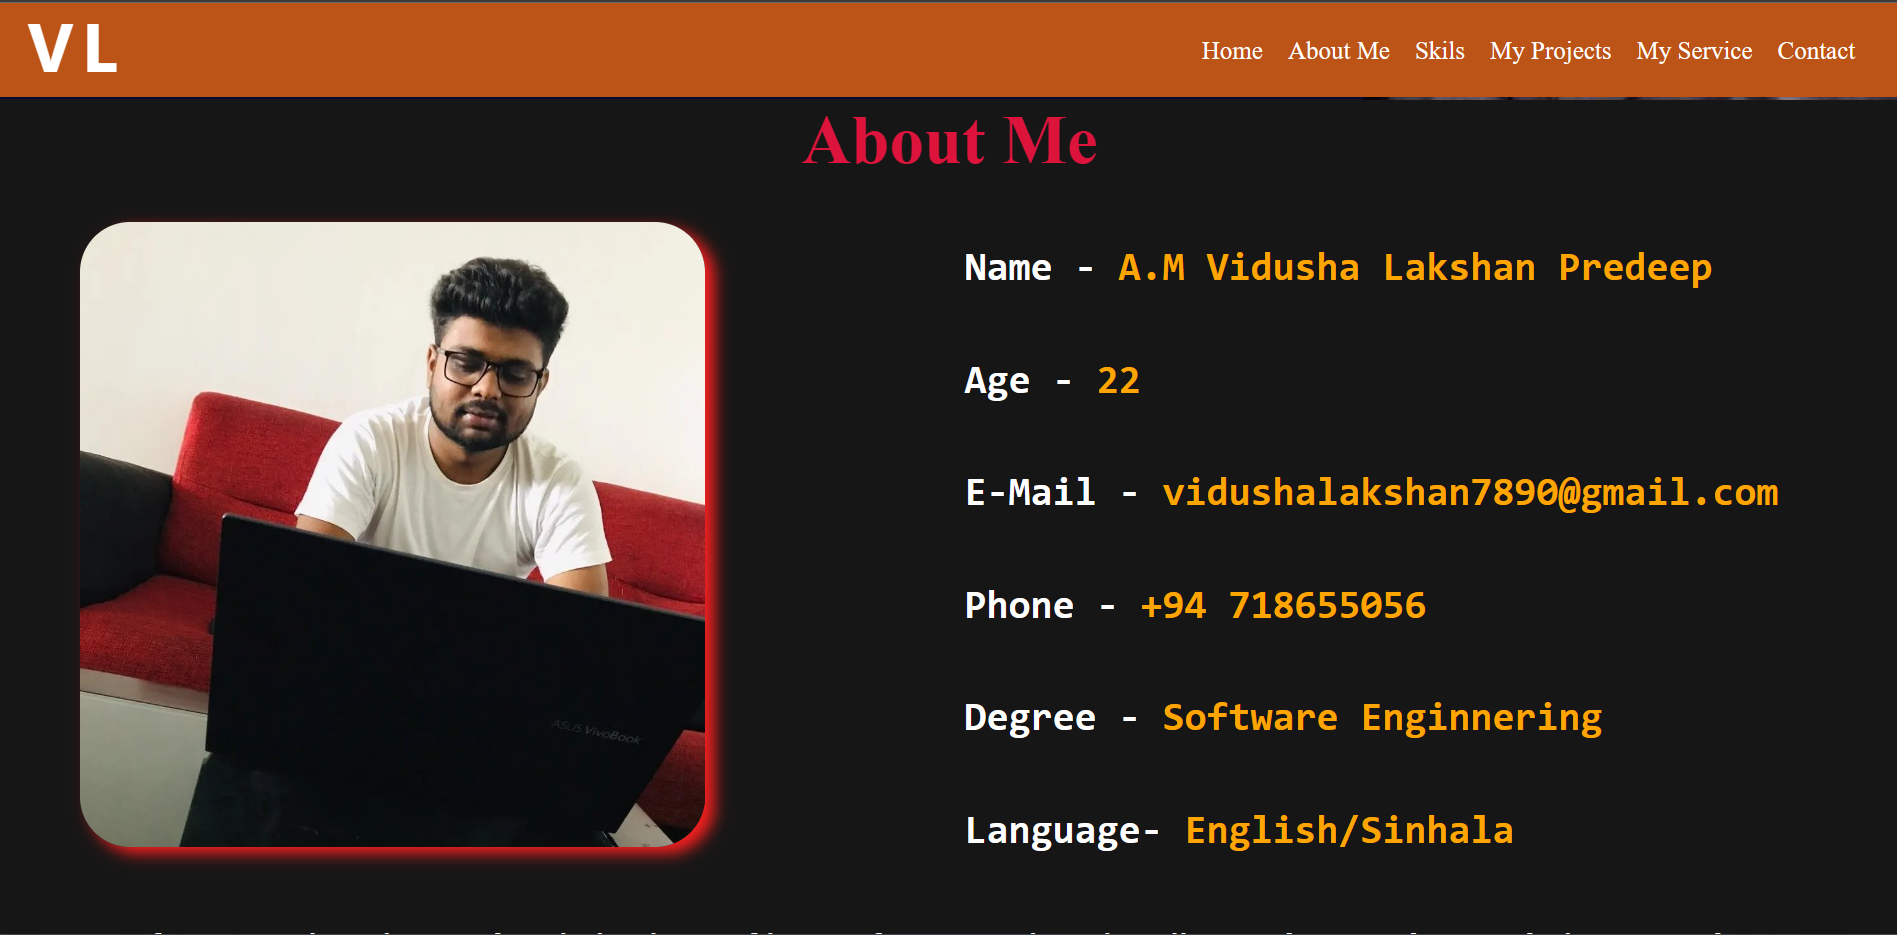 VL
Home About Me Skils My Projects My Service Contact
About Me
Name - A.M Vidusha Lakshan Predeep
Age - 22
E-Mail - vidushalakshan7890@gmail.com
Phone - +94 718655056
Degree - Software Enginnering
Language- English/Sinhala
ASUS VivoBook